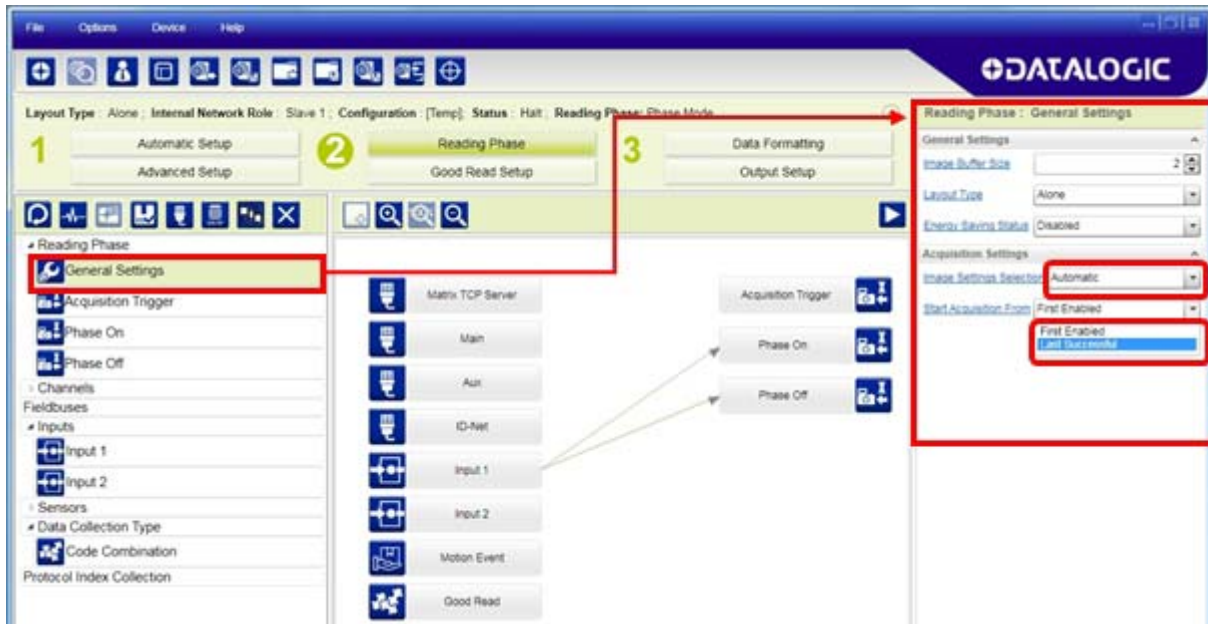 File Options Device Help
DATALOGIC
Layout Type : Alone ; Internal Network Role : Slave 1 ; Configuration : [Temp]; Status : Halt ; Reading Phase: Phase Mode
1
Automatic Setup
Advanced Setup
2
Reading Phase
Good Read Setup
3
Data Formatting
Output Setup
Reading Phase
General Settings
Acquisition Trigger
Phase On
Phase Off
Channels
Fieldbuses
Inputs
Input 1
Input 2
Sensors
Data Collection Type
Code Combination
Protocol Index Collection
Matrix TCP Server
Main
Aux
ID-Net
Input 1
Input 2
Motion Event
Good Read
Acquisition Trigger
Phase On
Phase Off
Reading Phase : General Settings
General Settings
Image Buffer Size 2
Layout Type Alone
Energy Saving Status Disabled
Acquisition Settings
Image Settings Selection Automatic
Start Acquisition From First Enabled
First Enabled
Last Successful